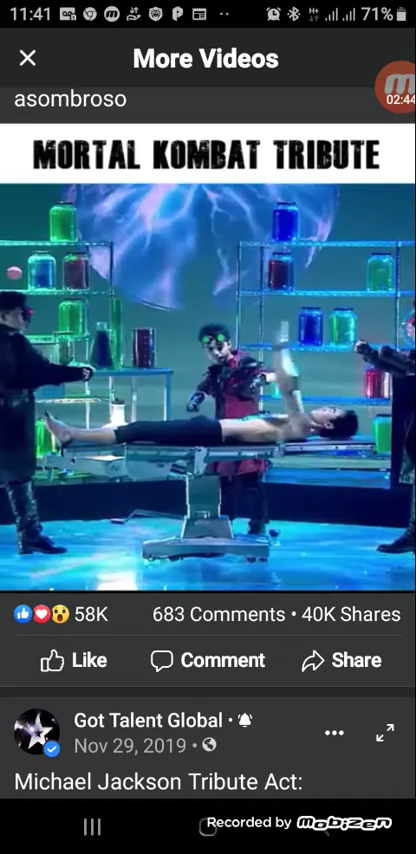 11:41
71%
More Videos
02:44
asombroso
MORTAL KOMBAT TRIBUTE
58K
683 Comments • 40K Shares
Like
Comment
Share
Got Talent Global ·
Nov 29, 2019 ·
Michael Jackson Tribute Act:
Recorded by mobizen